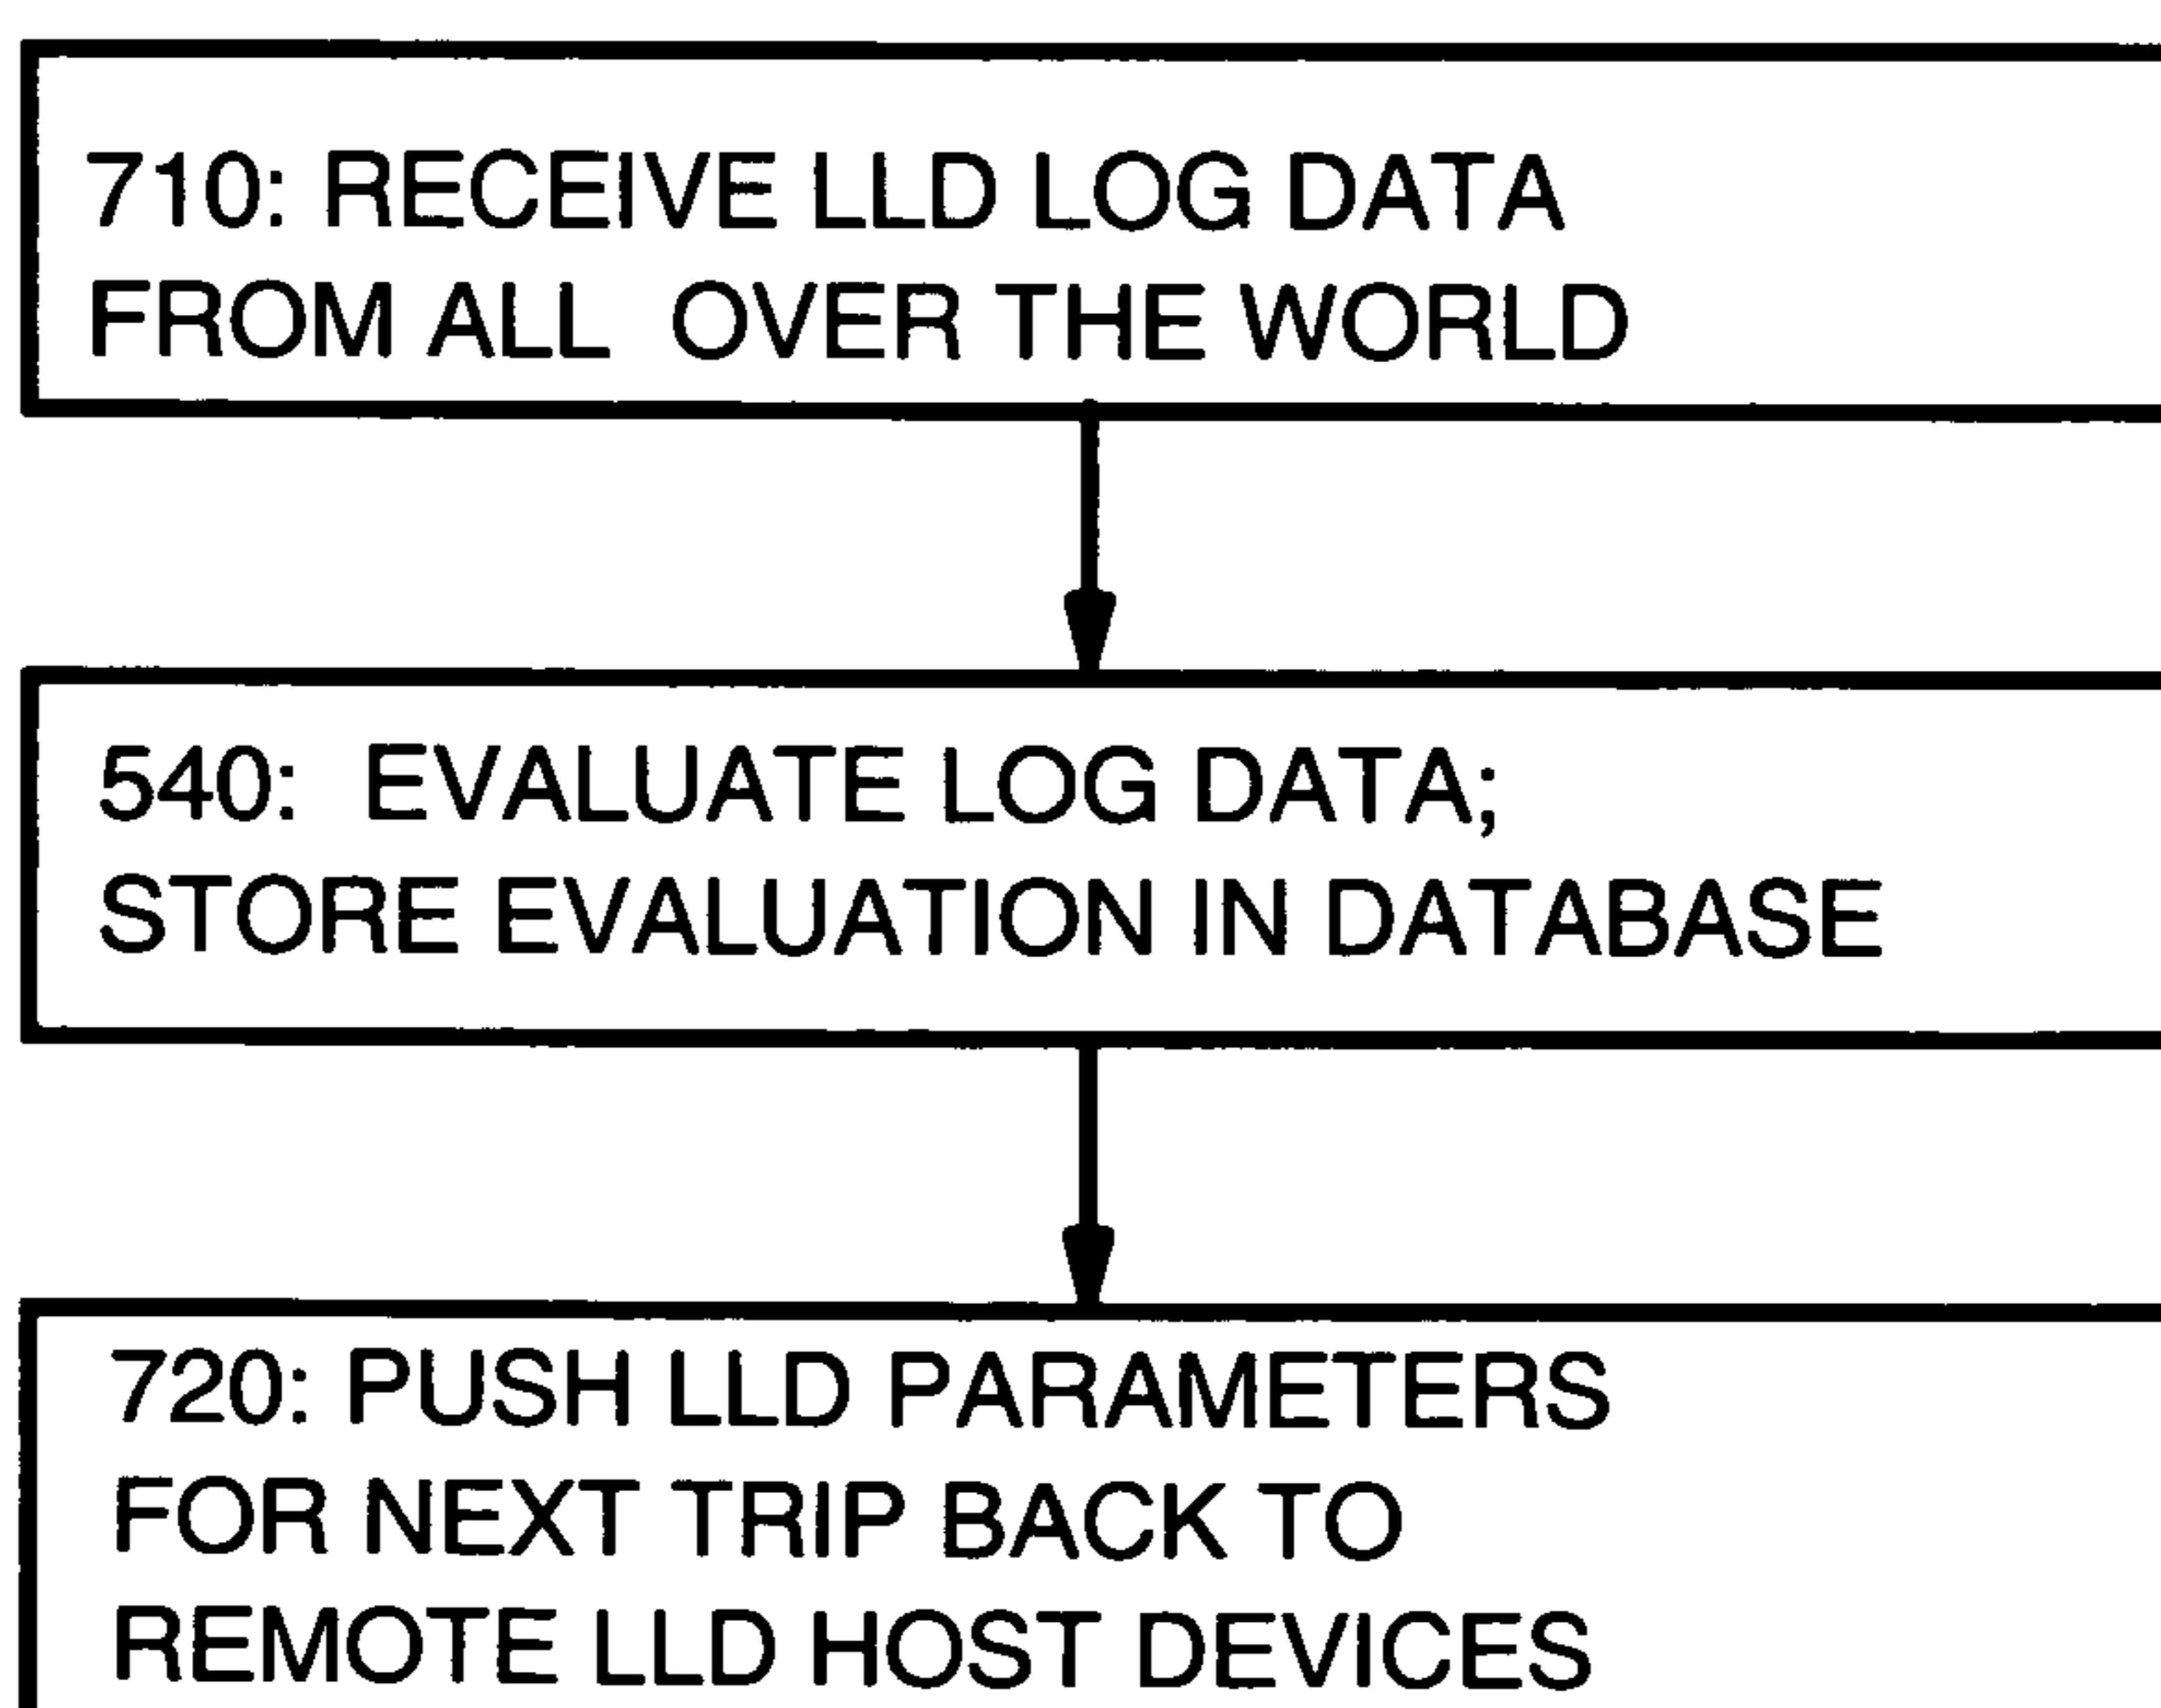 710: RECEIVE LLD LOG DATA
FROM ALL OVER THE WORLD
540: EVALUATE LOG DATA;
STORE EVALUATION IN DATABASE
720: PUSH LLD PARAMETERS
FOR NEXT TRIP BACK TO
REMOTE LLD HOST DEVICES